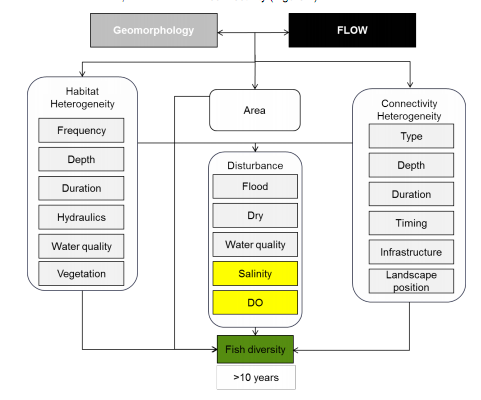 Geomorphology
FLOW
Habitat
Heterogeneity
Frequency
Depth
Duration
Hydraulics
Water quality
Vegetation
Area
Disturbance
Flood
Dry
Water quality
Salinity
DO
Connectivity
Heterogeneity
Type
Depth
Duration
Timing
Infrastructure
Landscape
position
Fish diversity
>10 years